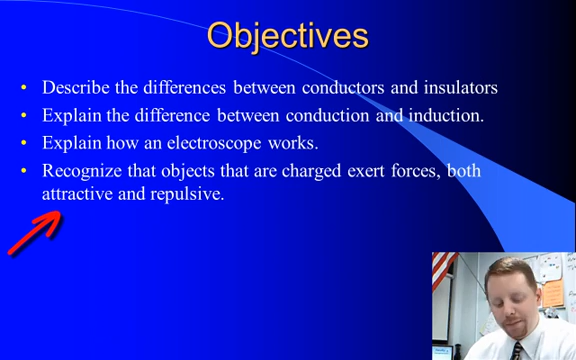 Objectives
• Describe the differences between conductors and insulators
• Explain the difference between conduction and induction.
• Explain how an electroscope works.
• Recognize that objects that are charged exert forces, both
attractive and repulsive.